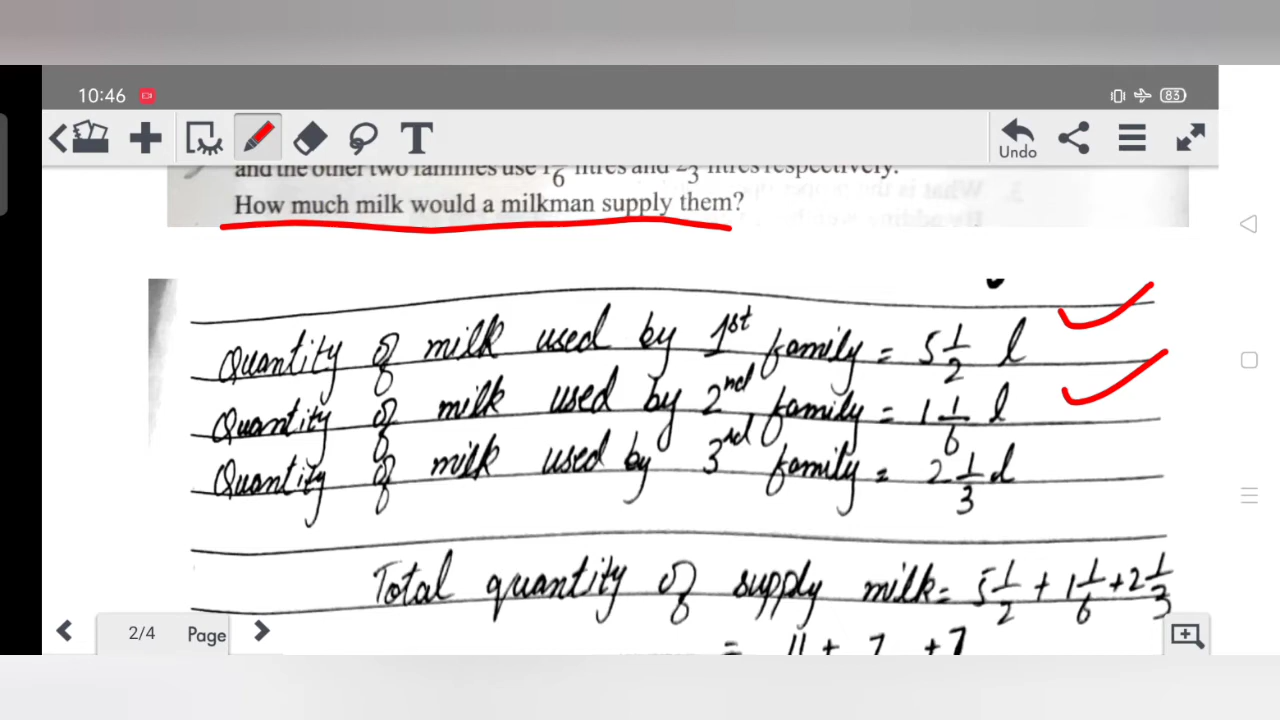 10:46
83
Undo
and the other two families use 1 1/6 litres and 2 1/3 litres respectively.
How much milk would a milkman supply them?
Quantity of milk used by 1st family = 5 1/2 l
Quantity of milk used by 2nd family = 1 1/6 l
Quantity of milk used by 3rd family = 2 1/3 l
Total quantity of supply milk = 5 1/2 + 1 1/6 + 2 1/3
= 11 + 7 + 7
2/4 Page